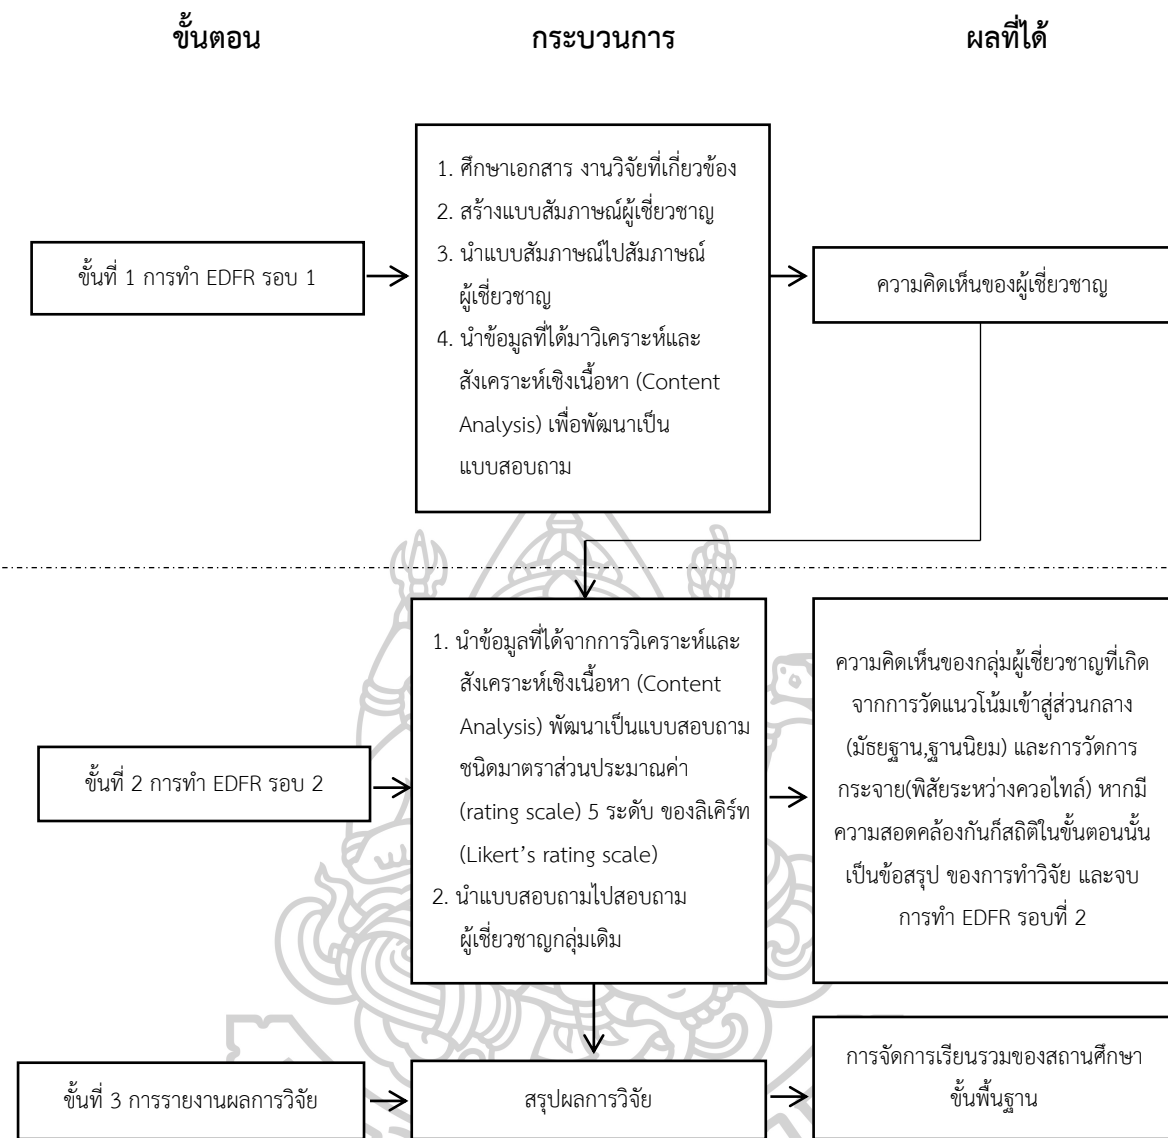 ขั้นตอน
กระบวนการ
ผลที่ได้
ขั้นที่ 1 การทำ EDFR รอบ 1
1. ศึกษาเอกสาร งานวิจัยที่เกี่ยวข้อง
2. สร้างแบบสัมภาษณ์ผู้เชี่ยวชาญ
3. นำแบบสัมภาษณ์ไปสัมภาษณ์
ผู้เชี่ยวชาญ
4. นำข้อมูลที่ได้มาวิเคราะห์และ
สังเคราะห์เชิงเนื้อหา (Content
Analysis) เพื่อพัฒนาเป็น
แบบสอบถาม
ความคิดเห็นของผู้เชี่ยวชาญ
ขั้นที่ 2 การทำ EDFR รอบ 2
1. นำข้อมูลที่ได้จากการวิเคราะห์และ
สังเคราะห์เชิงเนื้อหา (Content
Analysis) พัฒนาเป็นแบบสอบถาม
ชนิดมาตราส่วนประมาณค่า
(rating scale) 5 ระดับ ของลิเคิร์ท
(Likert’s rating scale)
2. นำแบบสอบถามไปสอบถาม
ผู้เชี่ยวชาญกลุ่มเดิม
ความคิดเห็นของกลุ่มผู้เชี่ยวชาญที่เกิด
จากการวัดแนวโน้มเข้าสู่ส่วนกลาง
(มัธยฐาน,ฐานนิยม) และการวัดการ
กระจาย(พิสัยระหว่างควอไทล์) หากมี
ความสอดคล้องกันก็สถิติในขั้นตอนนั้น
เป็นข้อสรุป ของการทำวิจัย และจบ
การทำ EDFR รอบที่ 2
ขั้นที่ 3 การรายงานผลการวิจัย
สรุปผลการวิจัย
การจัดการเรียนรวมของสถานศึกษา
ขั้นพื้นฐาน